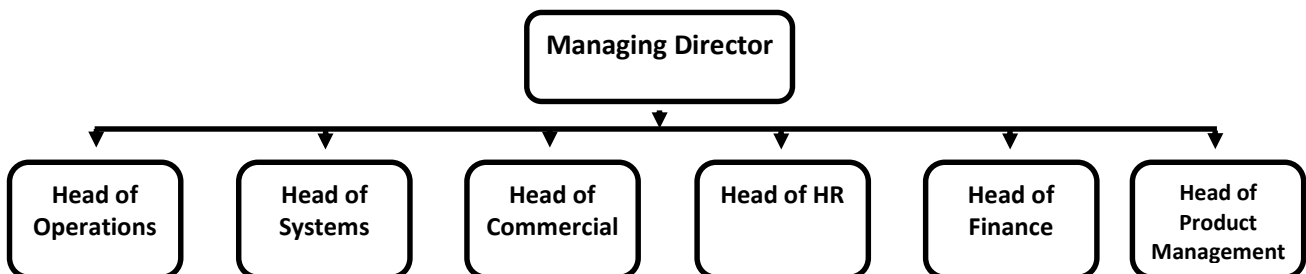 Managing Director
Head of
Operations
Head of
Systems
Head of
Commercial
Head of HR
Head of
Finance
Head of
Product
Management